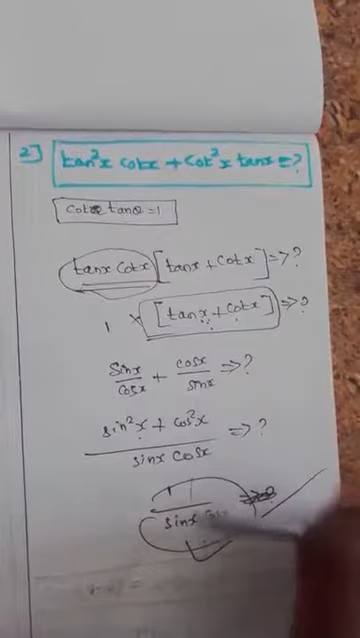 2] tan²x cotx + cot²x tanx =?
cotθ tanθ = 1
tanx cotx [tanx + cotx] => ?
1 × [tanx + cotx] => ?
sinx/cosx + cosx/sinx => ?
sin²x + cos²x / sinx cosx => ?
1 / sinx cosx